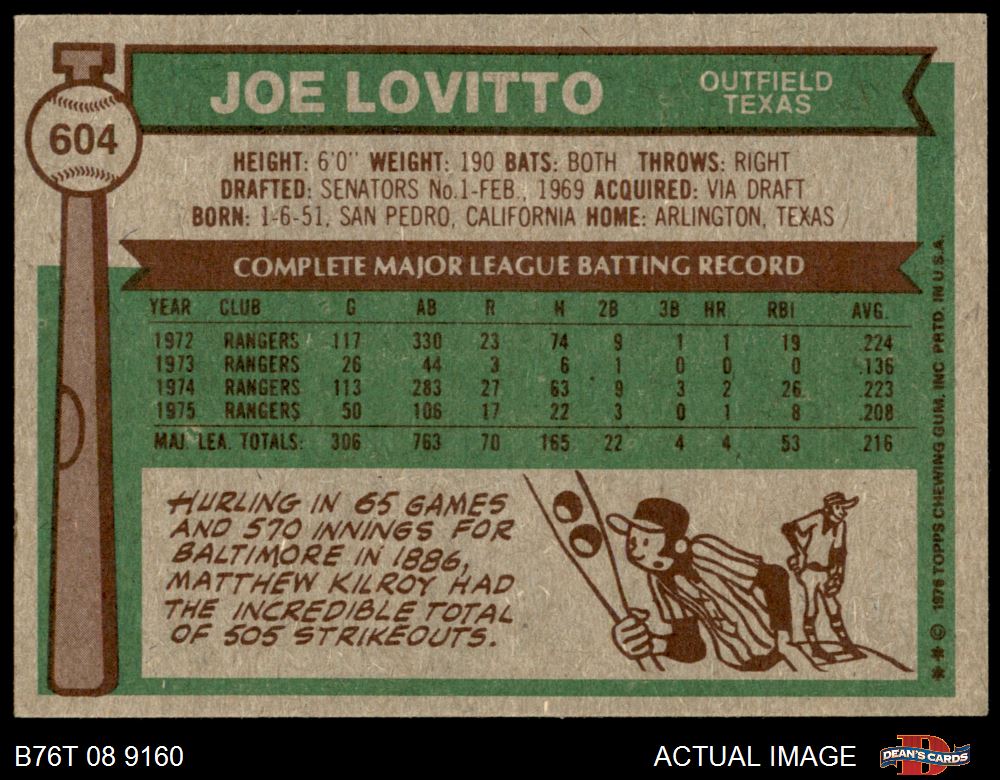 604
JOE LOVITTO
OUTFIELD
TEXAS
HEIGHT: 6'0" WEIGHT: 190 BATS: BOTH THROWS: RIGHT
DRAFTED: SENATORS No.1-FEB., 1969 ACQUIRED: VIA DRAFT
BORN: 1-6-51, SAN PEDRO, CALIFORNIA HOME: ARLINGTON, TEXAS
COMPLETE MAJOR LEAGUE BATTING RECORD
YEAR CLUB G AB R H 2B 3B HR RBI AVG.
1972 RANGERS 117 330 23 74 9 1 1 19 .224
1973 RANGERS 26 44 3 6 1 0 0 0 .136
1974 RANGERS 113 283 27 63 9 3 2 26 .223
1975 RANGERS 50 106 17 22 3 0 1 8 .208
MAJ. LEA. TOTALS: 306 763 70 165 22 4 4 53 .216
HURLING IN 65 GAMES
AND 570 INNINGS FOR
BALTIMORE IN 1886,
MATTHEW KILROY HAD
THE INCREDIBLE TOTAL
OF 505 STRIKEOUTS.
** © 1976 TOPPS CHEWING GUM, INC. PRTD. IN U.S.A.
B76T 08 9160
ACTUAL IMAGE
DEAN'S CARDS